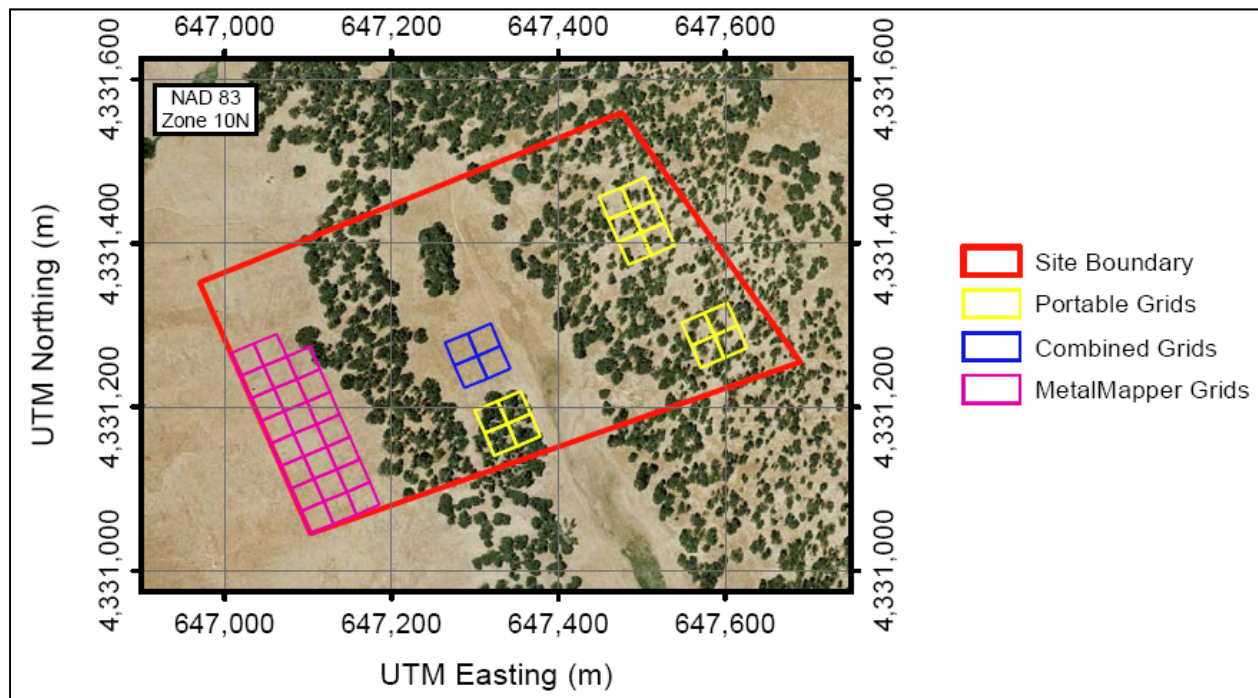 647,000 647,200 647,400 647,600
4,331,600
4,331,400
4,331,200
4,331,000
UTM Northing (m)
NAD 83
Zone 10N
4,331,600
4,331,400
4,331,200
4,331,000
647,000 647,200 647,400 647,600
UTM Easting (m)
Site Boundary
Portable Grids
Combined Grids
MetalMapper Grids